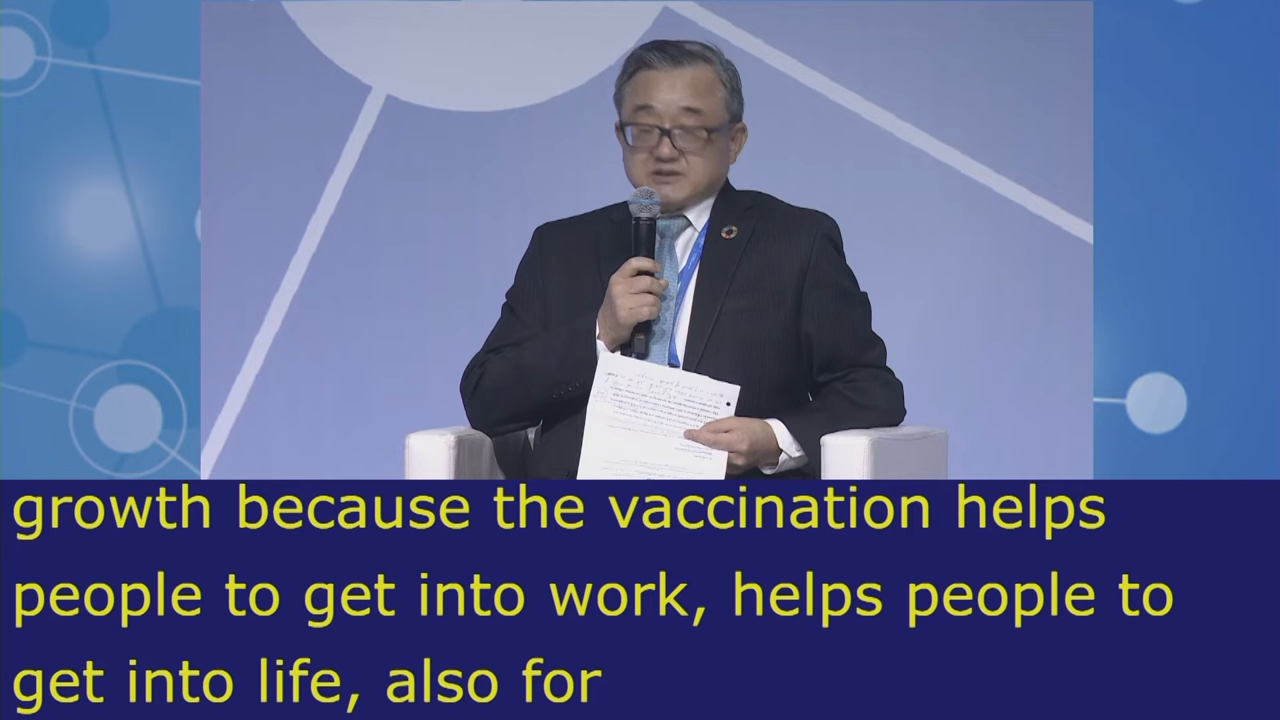 growth because the vaccination helps
people to get into work, helps people to
get into life, also for